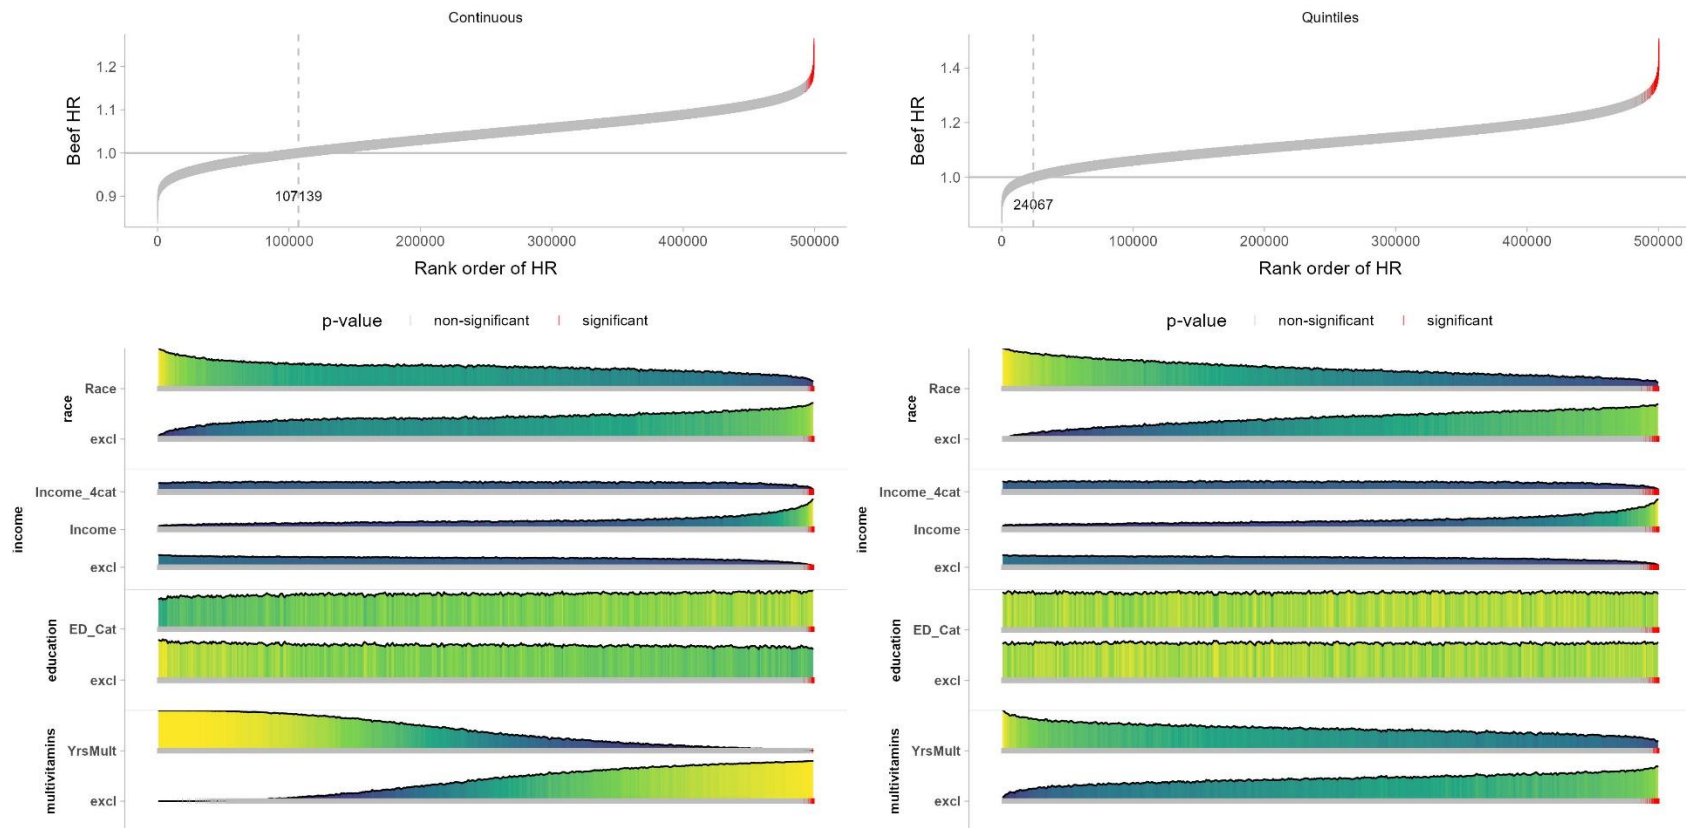 Continuous
Beef HR
1.2
1.1
1.0
0.9
107139
0 100000 200000 300000 400000 500000
Rank order of HR
p-value non-significant significant
race
Race
excl
income
Income_4cat
Income
excl
education
ED_Cat
excl
multivitamins
YrsMult
excl
Quintiles
Beef HR
1.4
1.2
1.0
24067
0 100000 200000 300000 400000 500000
Rank order of HR
p-value non-significant significant
race
Race
excl
income
Income_4cat
Income
excl
education
ED_Cat
excl
multivitamins
YrsMult
excl